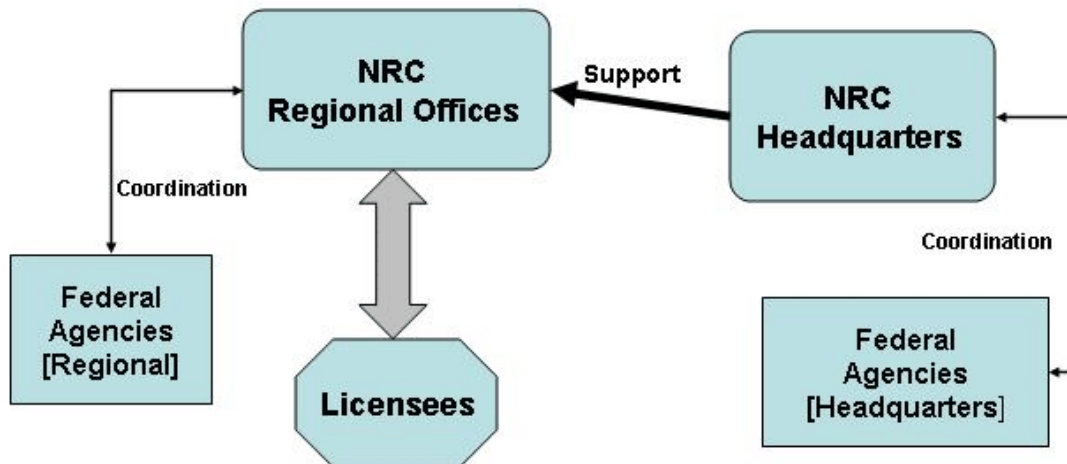 NRC
Regional Offices
Support
NRC
Headquarters
Coordination
Coordination
Federal
Agencies
[Regional]
Licensees
Federal
Agencies
[Headquarters]